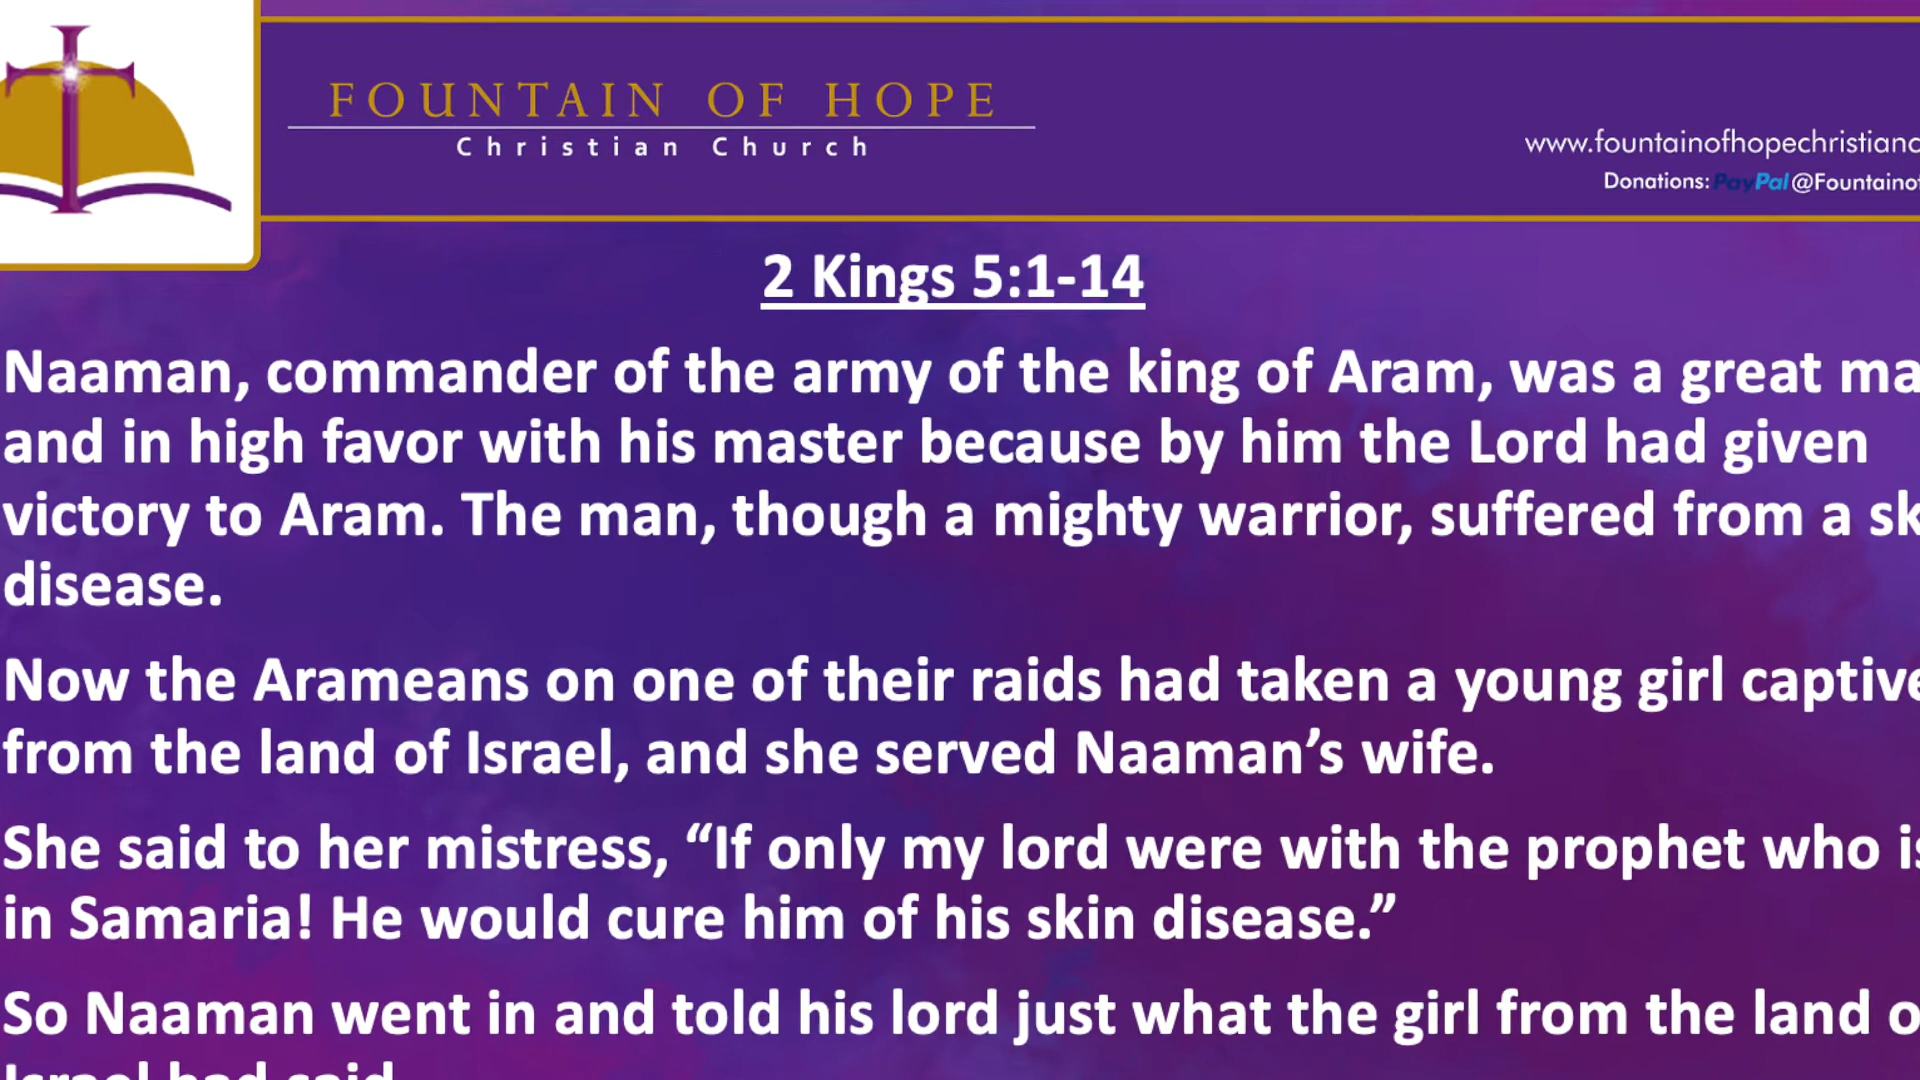 FOUNTAIN OF HOPE
Christian Church
www.fountainofhopechristianc
Donations: PayPal @Fountainof
2 Kings 5:1-14
Naaman, commander of the army of the king of Aram, was a great ma
and in high favor with his master because by him the Lord had given
victory to Aram. The man, though a mighty warrior, suffered from a sk
disease.
Now the Arameans on one of their raids had taken a young girl captive
from the land of Israel, and she served Naaman’s wife.
She said to her mistress, “If only my lord were with the prophet who is
in Samaria! He would cure him of his skin disease.”
So Naaman went in and told his lord just what the girl from the land o
Israel had said